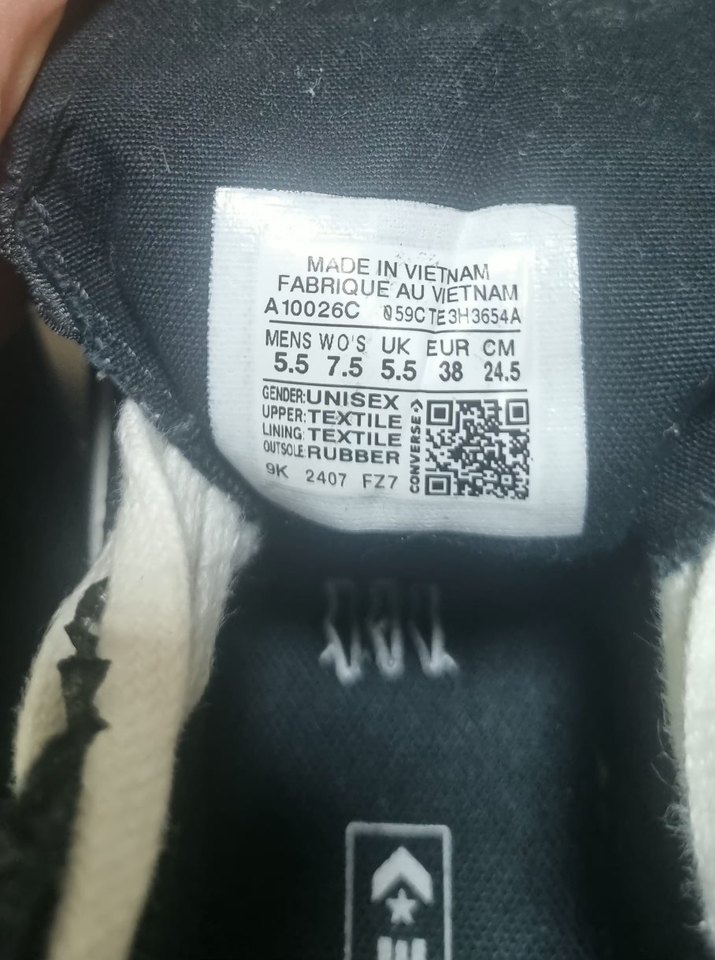 MADE IN VIETNAM
FABRIQUE AU VIETNAM
A10026C 059CTE3H3654A
MENS WO'S UK EUR CM
5.5 7.5 5.5 38 24.5
GENDER:UNISEX
UPPER:TEXTILE
LINING:TEXTILE
OUTSOLE:RUBBER
9K 2407 FZ7
CONVERSE